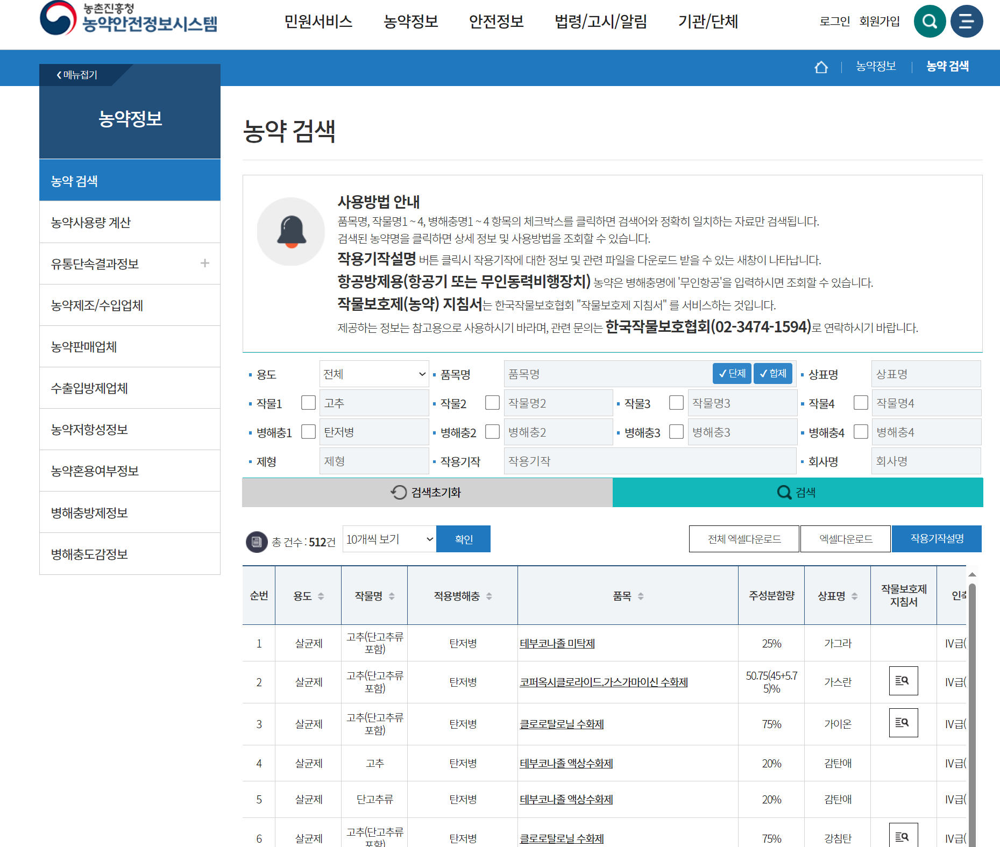 농촌진흥청
농약안전정보시스템
민원서비스 농약정보 안전정보 법령/고시/알림 기관/단체
로그인 회원가입
메뉴접기
농약정보 농약 검색
농약정보
농약 검색
농약사용량 계산
유통단속결과정보
농약제조/수입업체
농약판매업체
수출입방제업체
농약저항성정보
농약혼용여부정보
병해충방제정보
병해충도감정보
농약 검색
사용방법 안내
품목명, 작물명1 ~ 4, 병해충명1 ~ 4 항목의 체크박스를 클릭하면 검색어와 정확히 일치하는 자료만 검색됩니다.
검색된 농약명을 클릭하면 상세 정보 및 사용방법을 조회할 수 있습니다.
작용기작설명 버튼 클릭시 작용기작에 대한 정보 및 관련 파일을 다운로드 받을 수 있는 새창이 나타납니다.
항공방제용(항공기 또는 무인동력비행장치) 농약은 병해충명에 '무인항공'을 입력하시면 조회할 수 있습니다.
작물보호제(농약) 지침서는 한국작물보호협회 "작물보호제 지침서" 를 서비스하는 것입니다.
제공하는 정보는 참고용으로 사용하시기 바라며, 관련 문의는 한국작물보호협회(02-3474-1594)로 연락하시기 바랍니다.
용도 전체 품목명 품목명 단제 합제 상표명 상표명
작물1 고추 작물2 작물명2 작물3 작물명3 작물4 작물명4
병해충1 탄저병 병해충2 병해충2 병해충3 병해충3 병해충4 병해충4
제형 제형 작용기작 작용기작 회사명 회사명
검색초기화 검색
총 건수 : 512건 10개씩 보기 확인 전체 엑셀다운로드 엑셀다운로드 작용기작설명
순번 용도 작물명 적용병해충 품목 주성분함량 상표명 작물보호제 지침서 인축
1 살균제 고추(단고추류 포함) 탄저병 테부코나졸 미탁제 25% 가그라 IV급(
2 살균제 고추(단고추류 포함) 탄저병 코퍼옥시클로라이드.가스가마이신 수화제 50.75(45+5.75)% 가스란 IV급(
3 살균제 고추(단고추류 포함) 탄저병 클로로탈로닐 수화제 75% 가이온 IV급(
4 살균제 고추 탄저병 테부코나졸 액상수화제 20% 감탄애 IV급(
5 살균제 단고추류 탄저병 테부코나졸 액상수화제 20% 감탄애 IV급(
6 살균제 고추(단고추류 포함) 탄저병 클로로탈로닐 수화제 75% 강침탄 IV급(